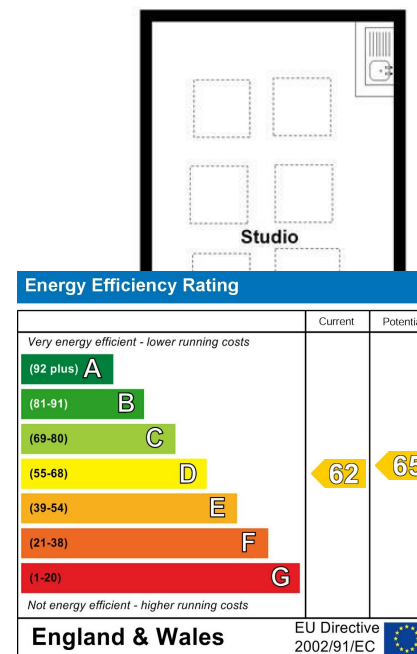 Studio
Energy Efficiency Rating
Current Potentia
Very energy efficient - lower running costs
(92 plus) A
(81-91) B
(69-80) C
(55-68) D
62 65
(39-54) E
(21-38) F
(1-20) G
Not energy efficient - higher running costs
England & Wales
EU Directive
2002/91/EC